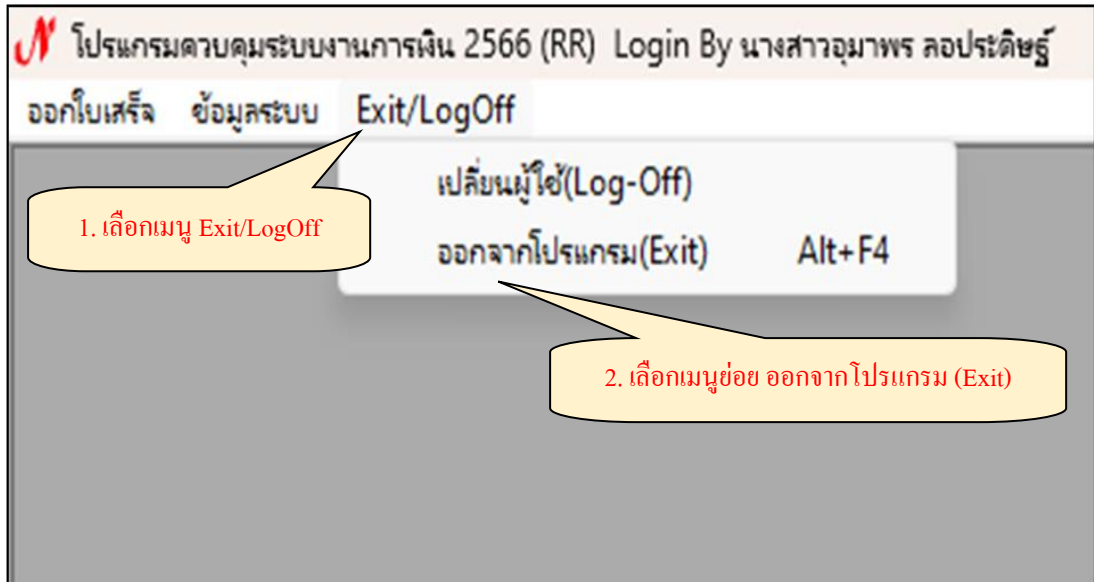 โปรแกรมควบคุมระบบงานการเงิน 2566 (RR) Login By นางสาวอุมาพร ลอประดิษฐ์
ออกใบเสร็จ ข้อมูลระบบ Exit/LogOff
เปลี่ยนผู้ใช้(Log-Off)
1. เลือกเมนู Exit/LogOff
ออกจากโปรแกรม(Exit) Alt+F4
2. เลือกเมนูย่อย ออกจากโปรแกรม (Exit)